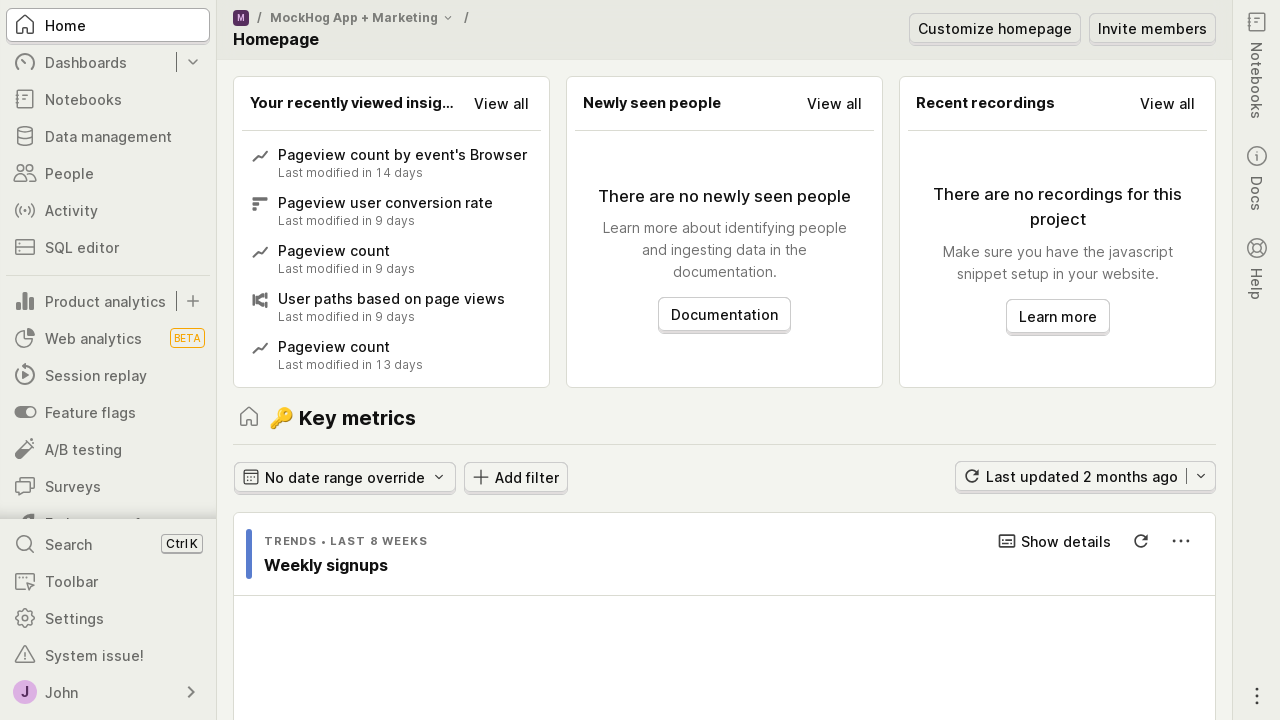 Home
Dashboards
Notebooks
Data management
People
Activity
SQL editor
Product analytics
Web analytics BETA
Session replay
Feature flags
A/B testing
Surveys
Search Ctrl K
Toolbar
Settings
System issue!
J John
M / MockHog App + Marketing /
Homepage
Customize homepage
Invite members
Your recently viewed insig...
View all
Pageview count by event's Browser
Last modified in 14 days
Pageview user conversion rate
Last modified in 9 days
Pageview count
Last modified in 9 days
User paths based on page views
Last modified in 9 days
Pageview count
Last modified in 13 days
Newly seen people
View all
There are no newly seen people
Learn more about identifying people
and ingesting data in the
documentation.
Documentation
Recent recordings
View all
There are no recordings for this
project
Make sure you have the javascript
snippet setup in your website.
Learn more
🔑 Key metrics
No date range override
Add filter
Last updated 2 months ago
TRENDS • LAST 8 WEEKS
Weekly signups
Show details
Notebooks
Docs
Help